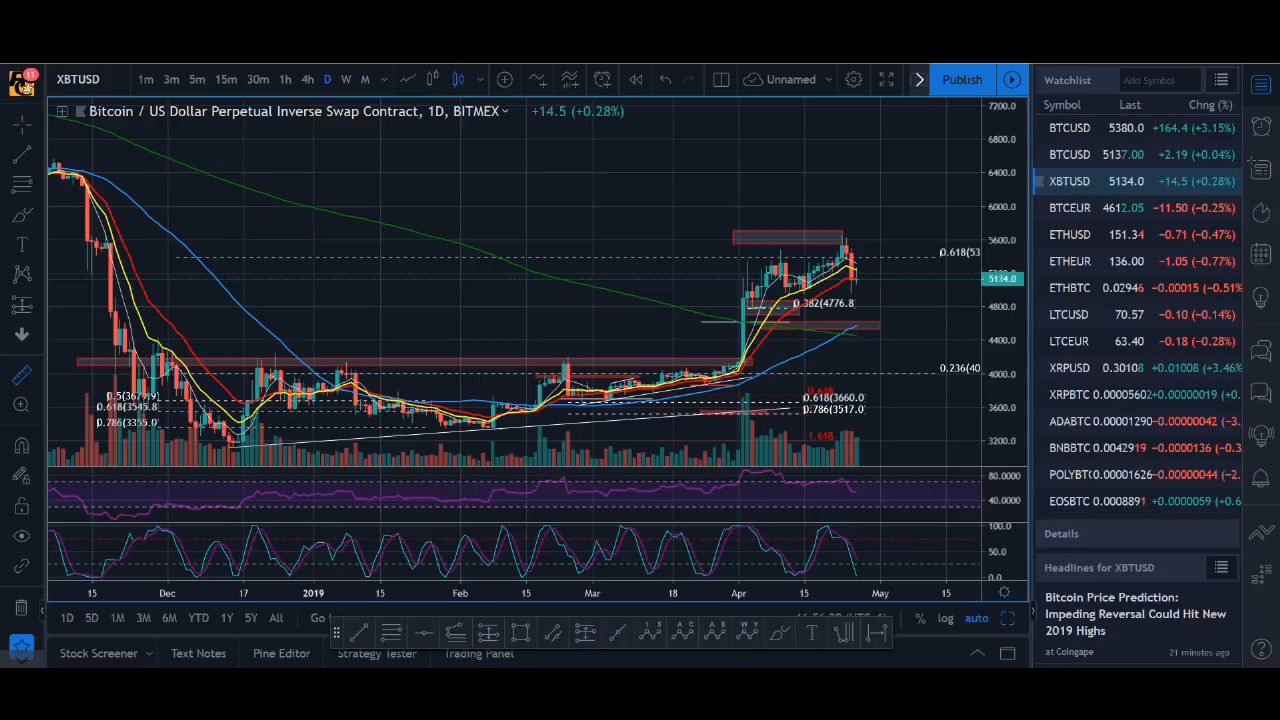 11
XBTUSD 1m 3m 5m 15m 30m 1h 4h D W M Unnamed Publish
Bitcoin / US Dollar Perpetual Inverse Swap Contract, 1D, BITMEX +14.5 (+0.28%)
7200.0
6800.0
6400.0
6000.0
5600.0
5134.0
4800.0
4400.0
4000.0
3600.0
3200.0
0.618(53
0.382(4776.8
0.236(40
0.618(3545.8)
0.786(3355.0)
0.618(3660.0)
0.786(3517.0)
1.618
80.0000
40.0000
100.0
50.0
0.0
15 Dec 17 2019 15 Feb 15 Mar 18 Apr 15 May 15
1D 5D 1M 3M 6M YTD 1Y 5Y All Go % log auto
Stock Screener Text Notes Pine Editor Strategy Tester Trading Panel
Watchlist Add Symbol
Symbol Last Chng (%)
BTCUSD 5380.0 +164.4 (+3.15%)
BTCUSD 5137.00 +2.19 (+0.04%)
XBTUSD 5134.0 +14.5 (+0.28%)
BTCEUR 4612.05 −11.50 (−0.25%)
ETHUSD 151.34 −0.71 (−0.47%)
ETHEUR 136.00 −1.05 (−0.77%)
ETHBTC 0.02946 −0.00015 (−0.51%
LTCUSD 70.57 −0.10 (−0.14%)
LTCEUR 63.40 −0.18 (−0.28%)
XRPUSD 0.30108 +0.01008 (+3.46%
XRPBTC 0.0000560 +0.00000019 (+0.
ADABTC 0.00001290 −0.00000042 (−3.
BNBBTC 0.0042919 −0.0000136 (−0.3
POLYBTC 0.00001626 −0.00000044 (−2.
EOSBTC 0.0008891 +0.0000059 (+0.6
Details
Headlines for XBTUSD
Bitcoin Price Prediction:
Impeding Reversal Could Hit New
2019 Highs
at Coingape 21 minutes ago